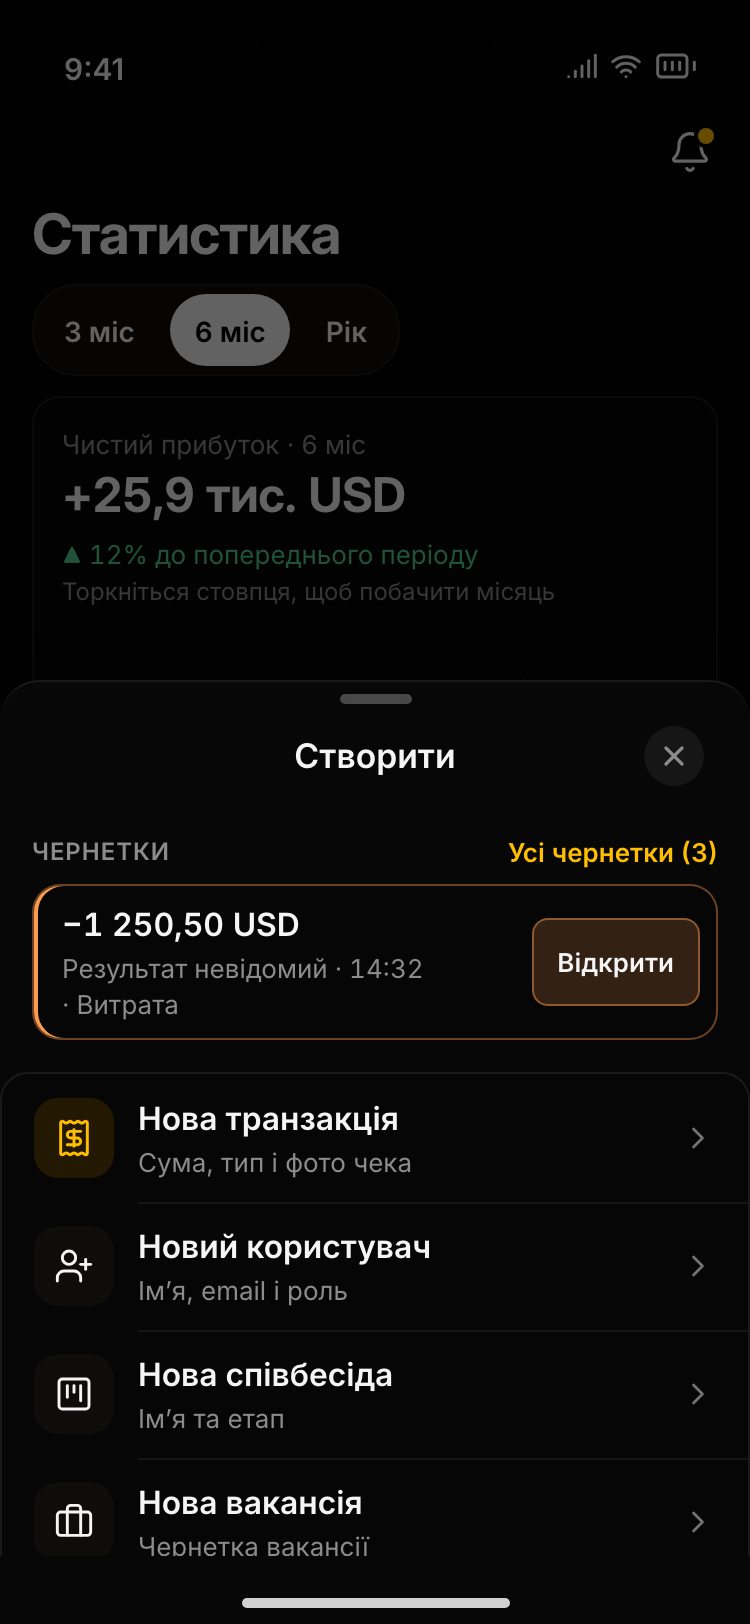 9:41
Статистика
3 міс
6 міс
Рік
Чистий прибуток · 6 міс
+25,9 тис. USD
▲ 12% до попереднього періоду
Торкніться стовпця, щоб побачити місяць
Створити
ЧЕРНЕТКИ
Усі чернетки (3)
−1 250,50 USD
Результат невідомий · 14:32
· Витрата
Відкрити
Нова транзакція
Сума, тип і фото чека
Новий користувач
Ім’я, email і роль
Нова співбесіда
Ім’я та етап
Нова вакансія
Чернетка вакансії